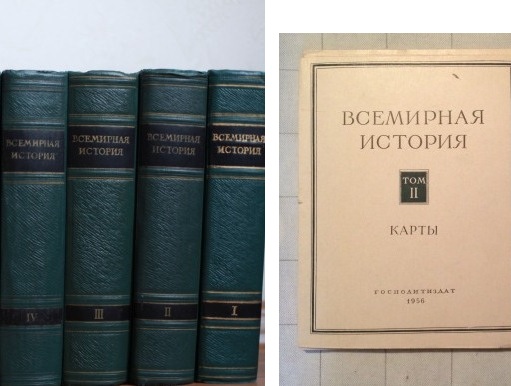 ВСЕМИРНАЯ
ИСТОРИЯ
IV
ВСЕМИРНАЯ
ИСТОРИЯ
III
ВСЕМИРНАЯ
ИСТОРИЯ
II
ВСЕМИРНАЯ
ИСТОРИЯ
I
ВСЕМИРНАЯ
ИСТОРИЯ
ТОМ
II
КАРТЫ
ГОСПОЛИТИЗДАТ
1956